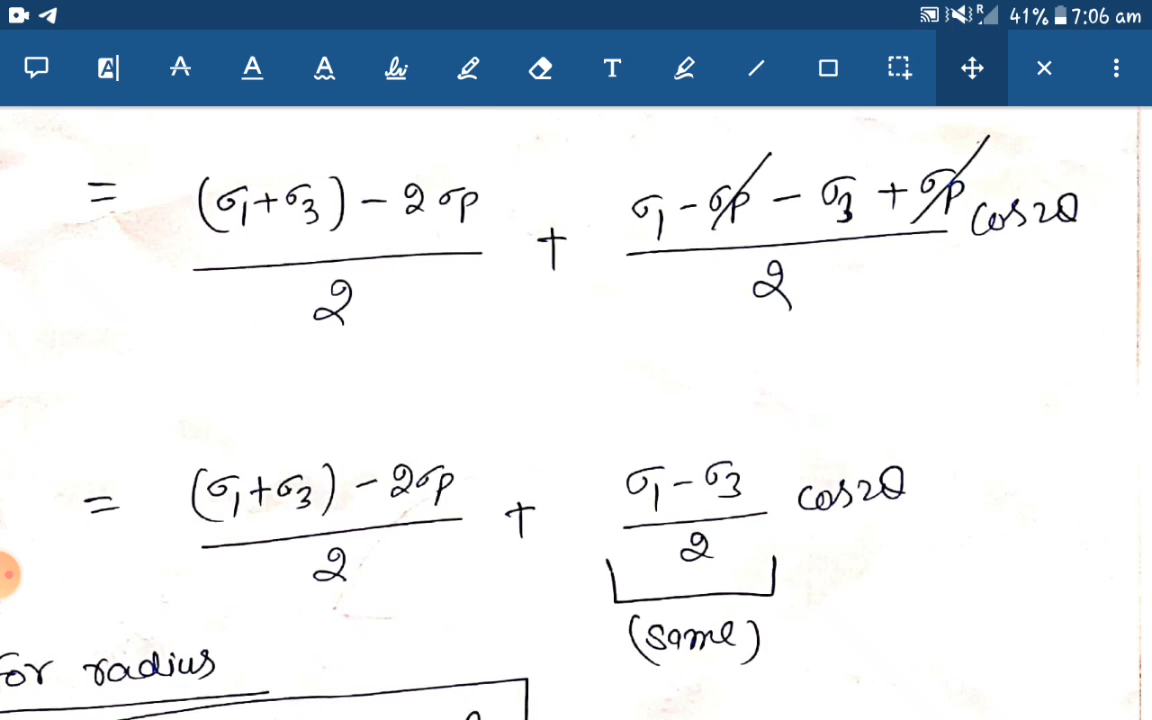 R 41% 7:06 am
A A A A T
= (σ1+σ3) - 2σp / 2 + σ1 - σp - σ3 + σp / 2 cos2θ
= (σ1+σ3) - 2σp / 2 + σ1 - σ3 / 2 cos2θ
(same)
For radius